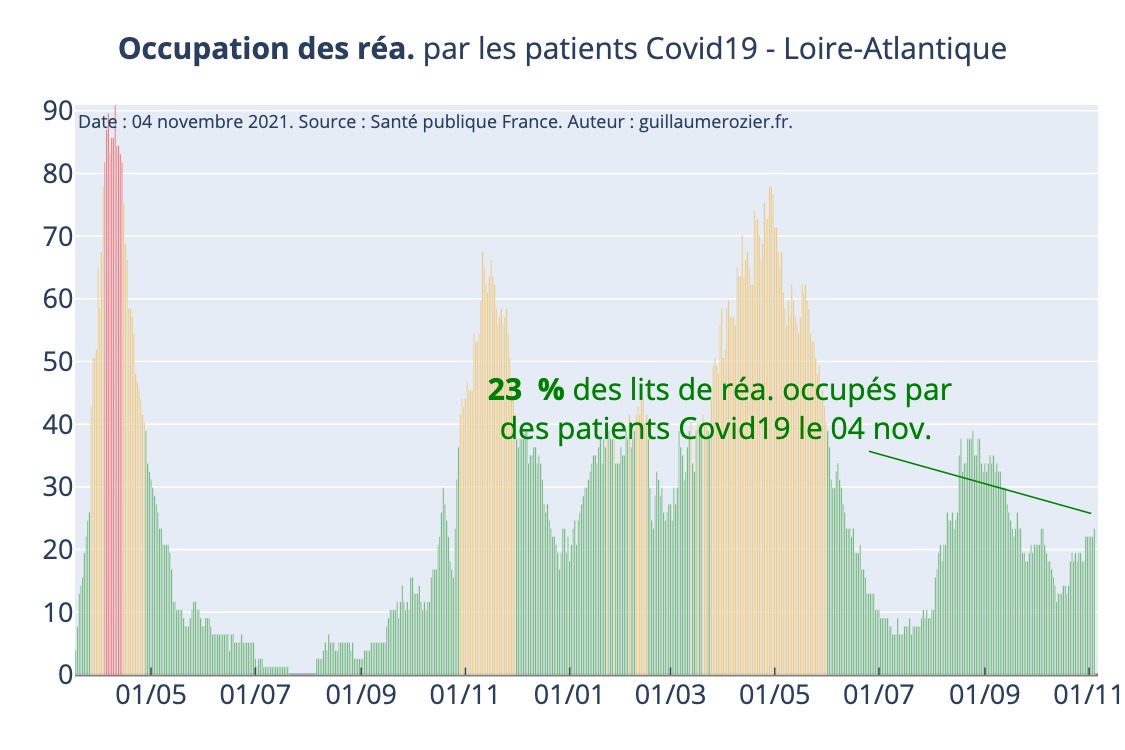 Occupation des réa. par les patients Covid19 - Loire-Atlantique
90
Date : 04 novembre 2021. Source : Santé publique France. Auteur : guillaumerozier.fr.
80
70
60
50
23 % des lits de réa. occupés par
des patients Covid19 le 04 nov.
40
30
20
10
0
01/05 01/07 01/09 01/11 01/01 01/03 01/05 01/07 01/09 01/11